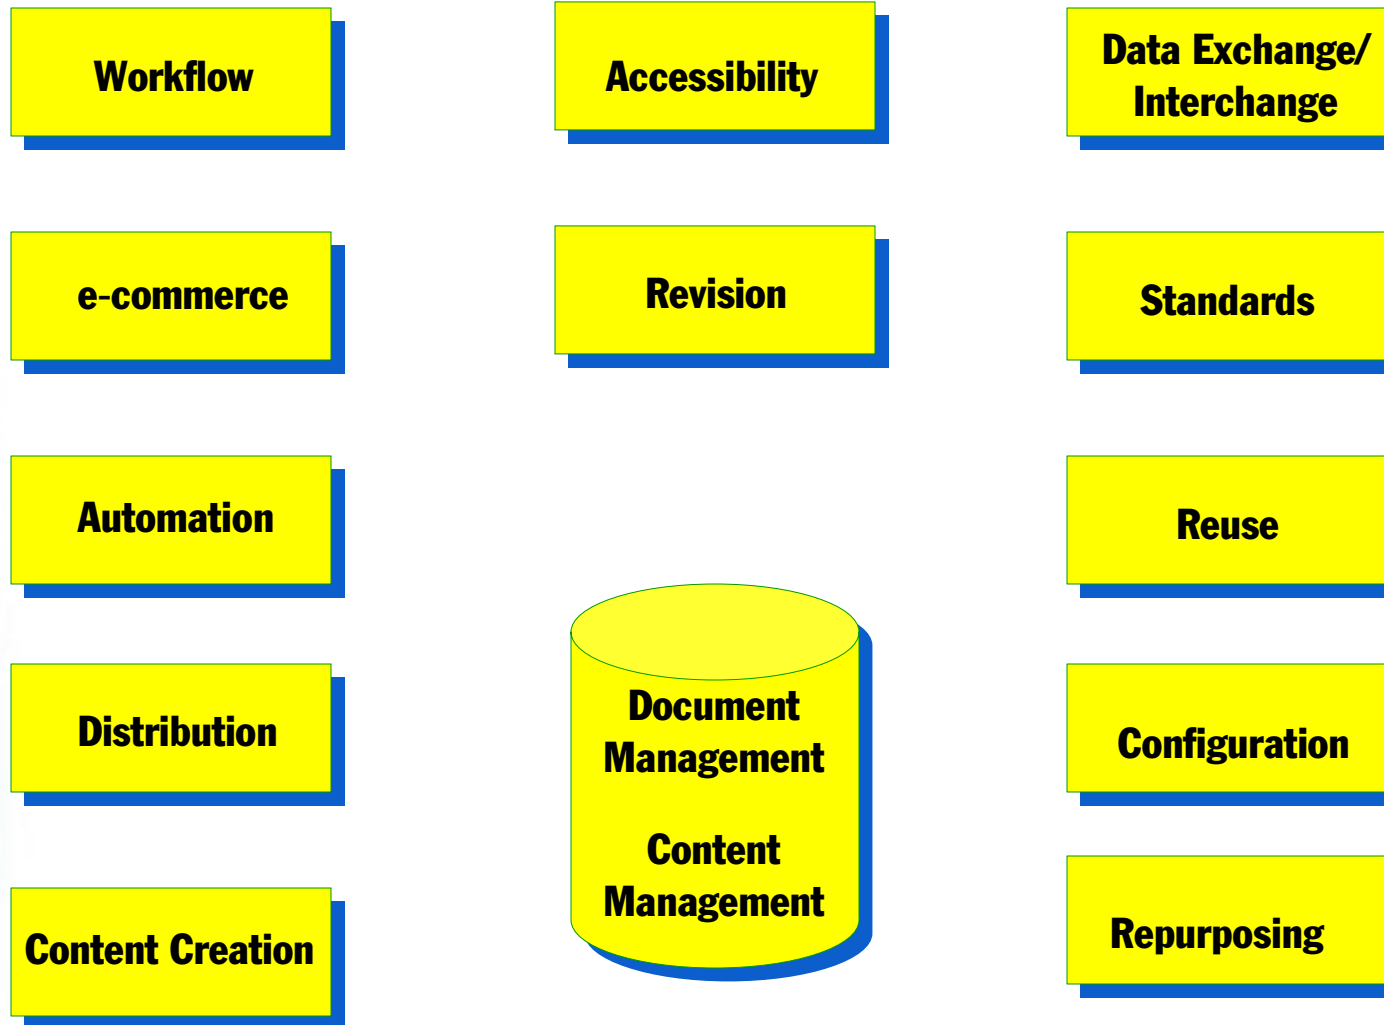 Workflow
Accessibility
Data Exchange/
Interchange
e-commerce
Revision
Standards
Automation
Reuse
Distribution
Document
Management
Content
Management
Configuration
Content Creation
Repurposing